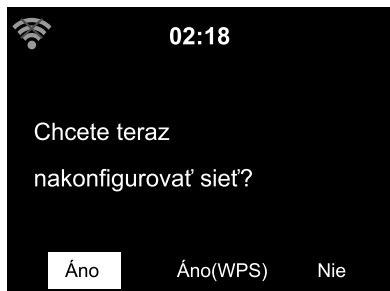 02:18
Chcete teraz
nakonfigurovať sieť?
Áno Áno(WPS) Nie